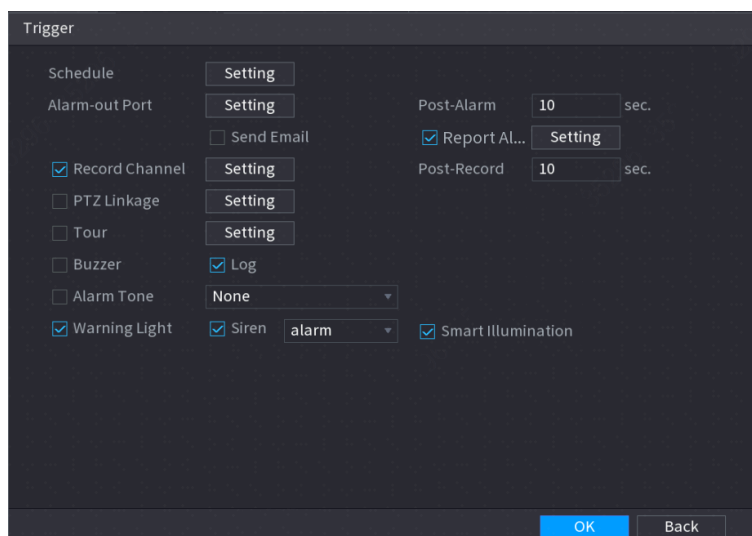 Trigger
Schedule Setting
Alarm-out Port Setting Post-Alarm 10 sec.
Send Email Report Al... Setting
Record Channel Setting Post-Record 10 sec.
PTZ Linkage Setting
Tour Setting
Buzzer Log
Alarm Tone None
Warning Light Siren alarm Smart Illumination
OK Back